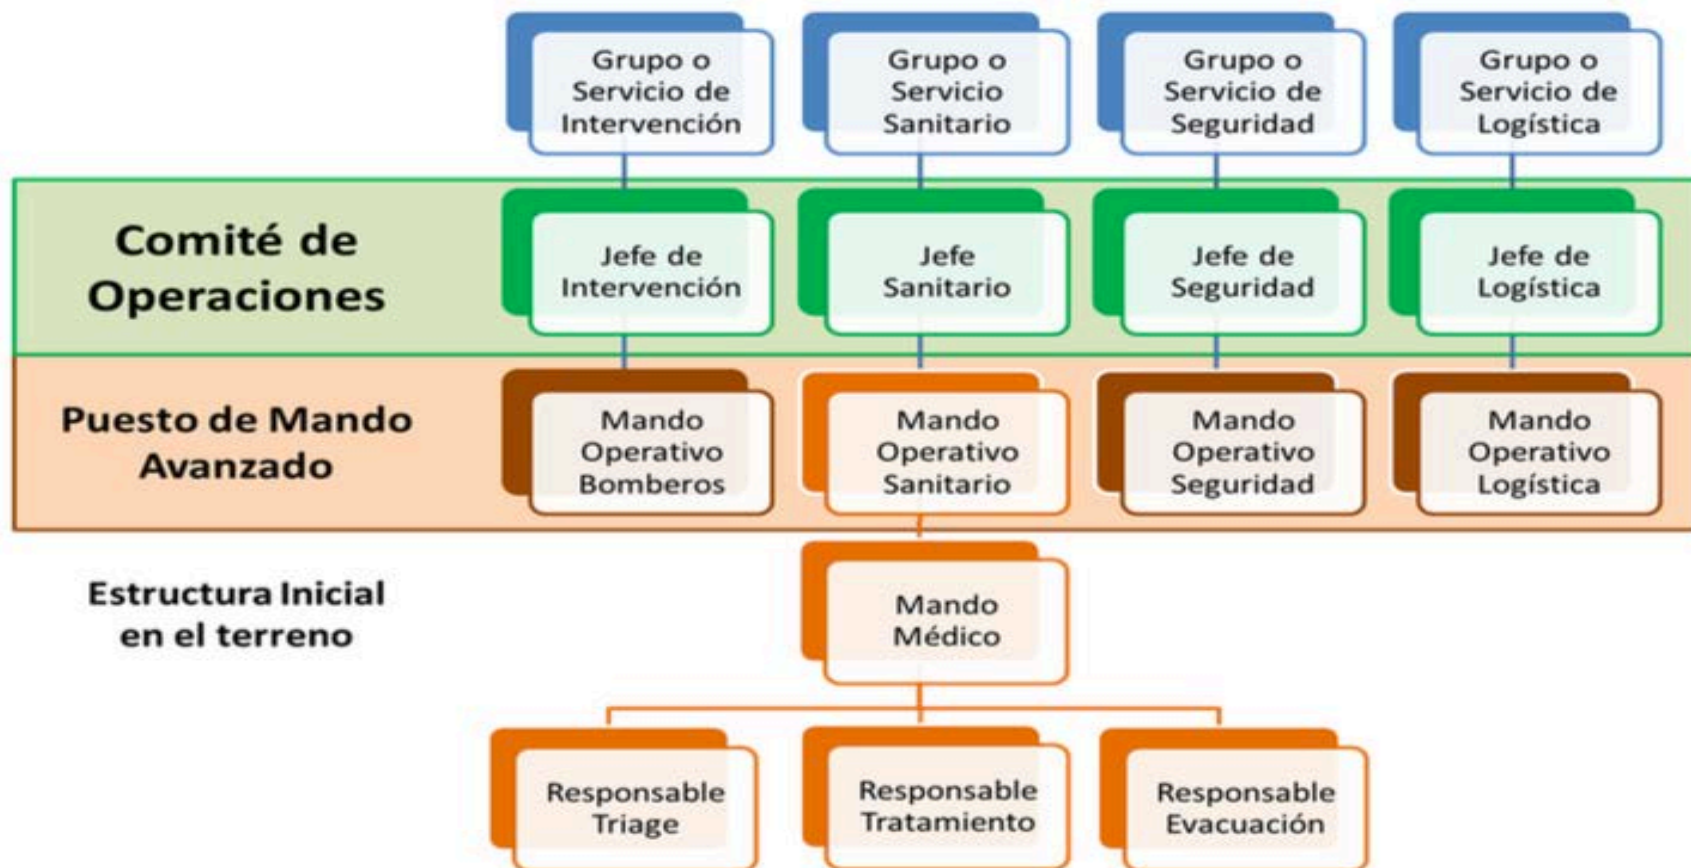 Grupo o
Servicio de
Intervención
Grupo o
Servicio
Sanitario
Grupo o
Servicio de
Seguridad
Grupo o
Servicio de
Logística
Comité de
Operaciones
Jefe de
Intervención
Jefe
Sanitario
Jefe de
Seguridad
Jefe de
Logística
Puesto de Mando
Avanzado
Mando
Operativo
Bomberos
Mando
Operativo
Sanitario
Mando
Operativo
Seguridad
Mando
Operativo
Logística
Estructura Inicial
en el terreno
Mando
Médico
Responsable
Triage
Responsable
Tratamiento
Responsable
Evacuación